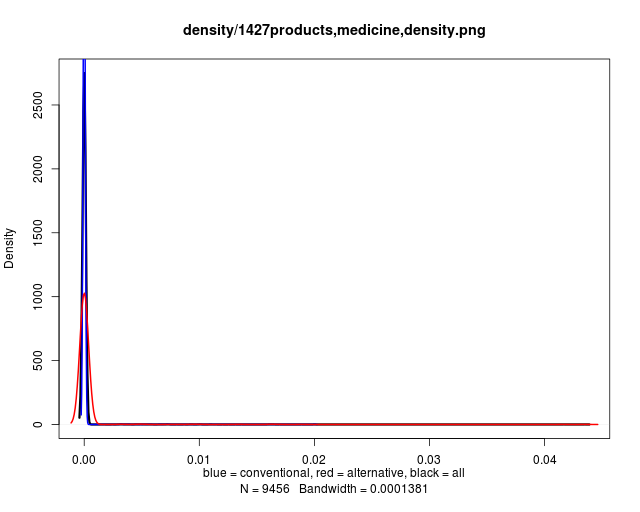 density/1427products,medicine,density.png
Density
2500
2000
1500
1000
500
0
0.00 0.01 0.02 0.03 0.04
blue = conventional, red = alternative, black = all
N = 9456 Bandwidth = 0.0001381